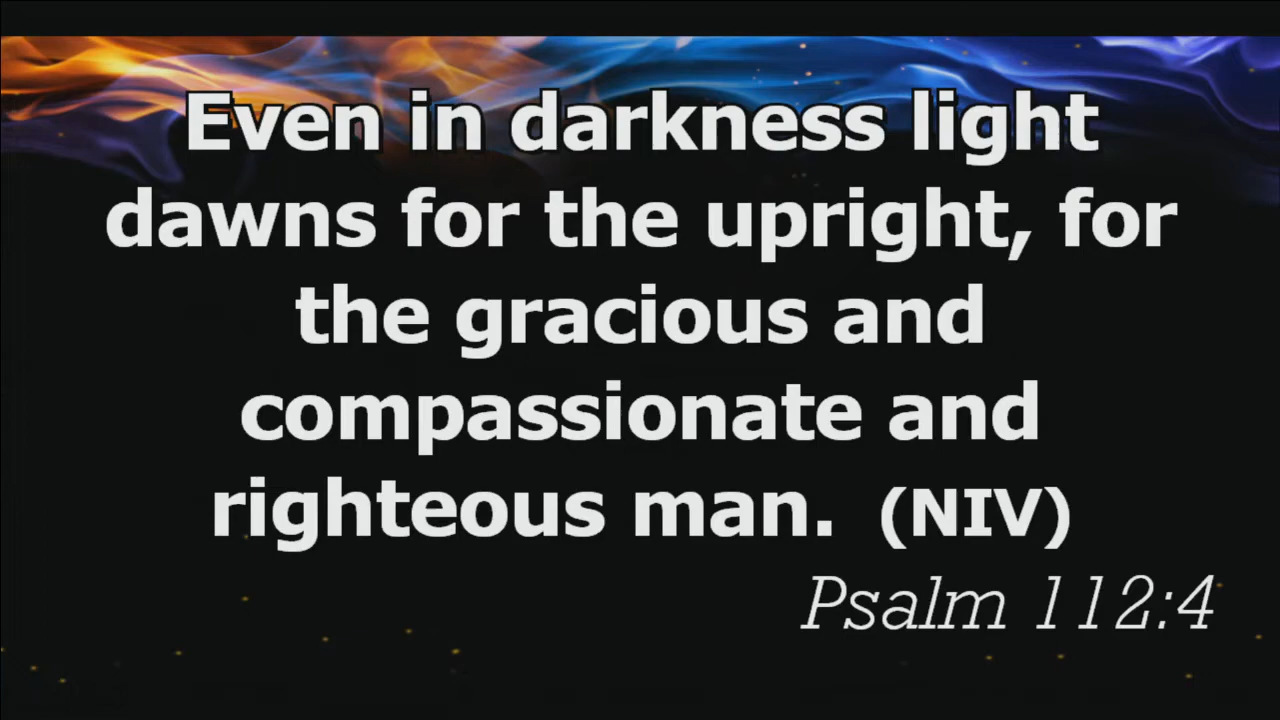 Even in darkness light
dawns for the upright, for
the gracious and
compassionate and
righteous man. (NIV)
Psalm 112:4